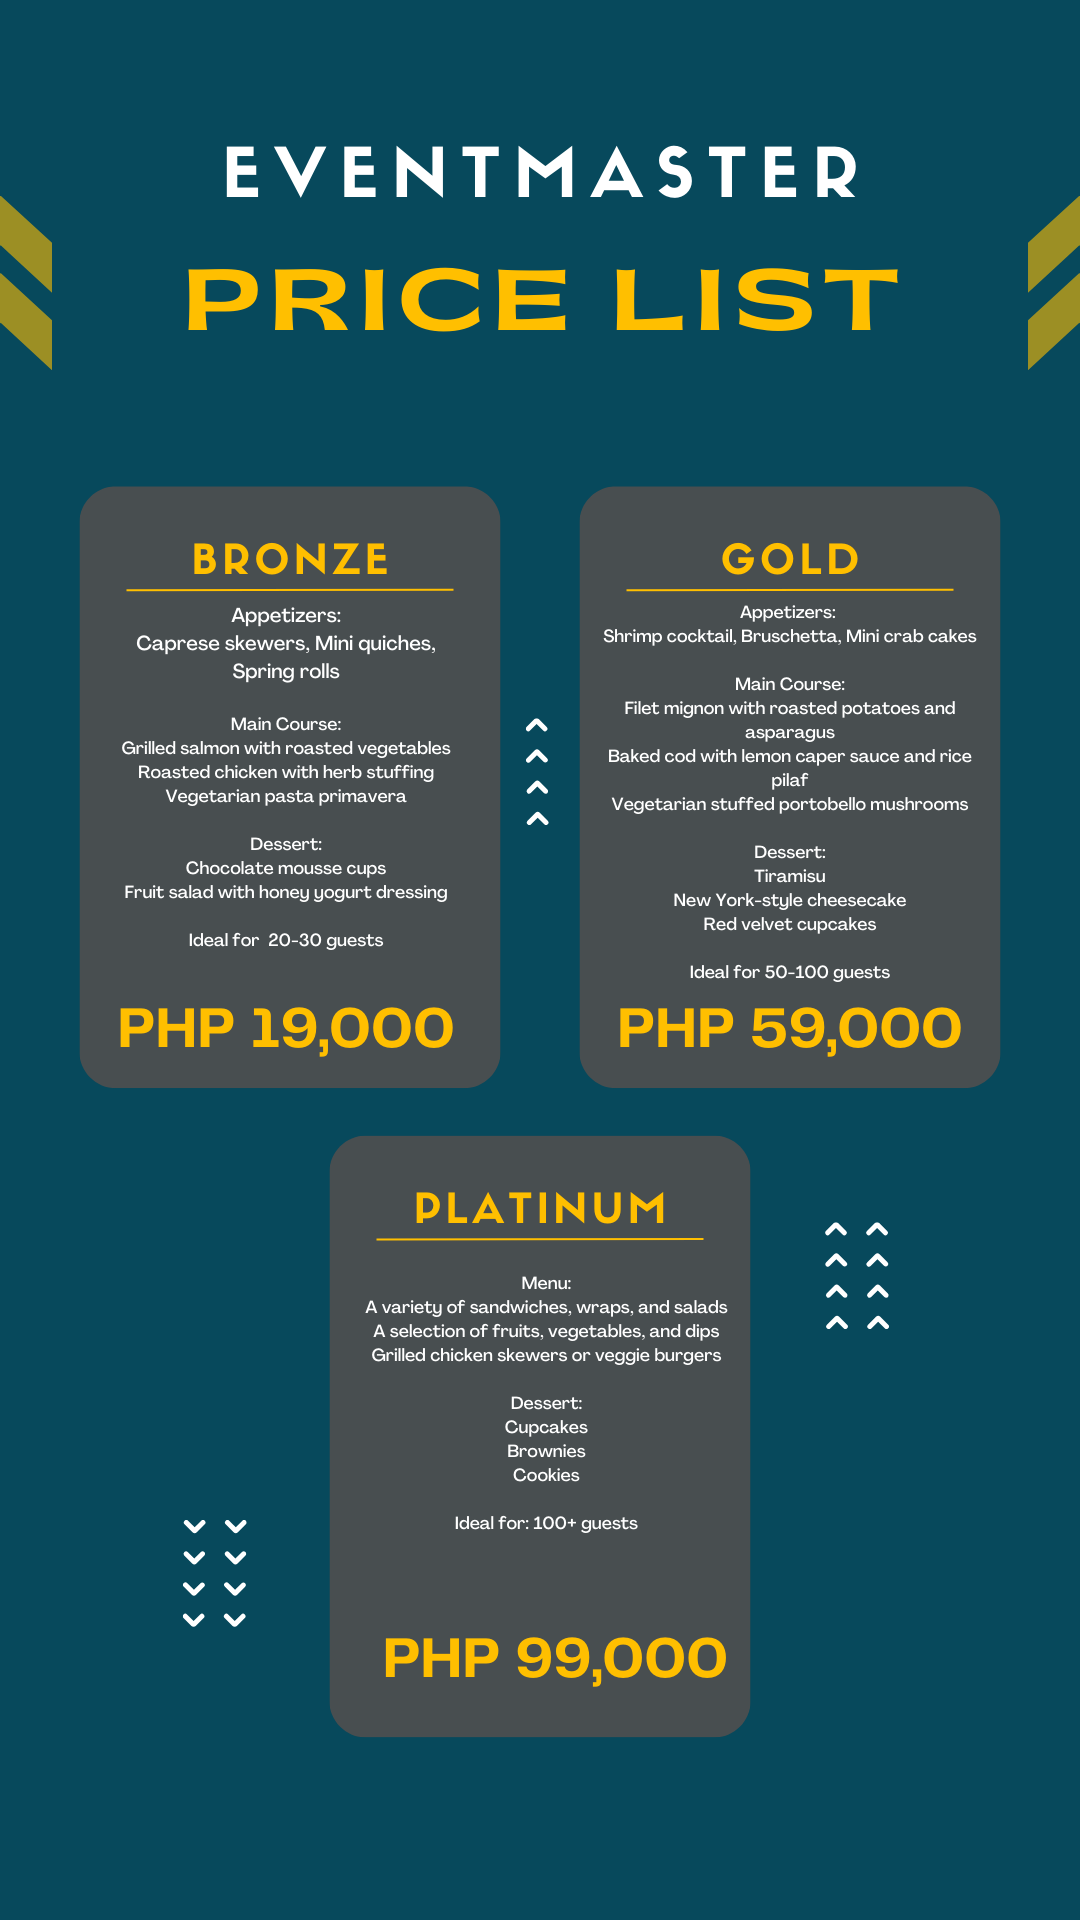 EVENTMASTER
PRICE LIST
BRONZE
Appetizers:
Caprese skewers, Mini quiches,
Spring rolls
Main Course:
Grilled salmon with roasted vegetables
Roasted chicken with herb stuffing
Vegetarian pasta primavera
Dessert:
Chocolate mousse cups
Fruit salad with honey yogurt dressing
Ideal for  20-30 guests
PHP 19,000
GOLD
Appetizers:
Shrimp cocktail, Bruschetta, Mini crab cakes
Main Course:
Filet mignon with roasted potatoes and
asparagus
Baked cod with lemon caper sauce and rice
pilaf
Vegetarian stuffed portobello mushrooms
Dessert:
Tiramisu
New York-style cheesecake
Red velvet cupcakes
Ideal for 50-100 guests
PHP 59,000
PLATINUM
Menu:
A variety of sandwiches, wraps, and salads
A selection of fruits, vegetables, and dips
Grilled chicken skewers or veggie burgers
Dessert:
Cupcakes
Brownies
Cookies
Ideal for: 100+ guests
PHP 99,000